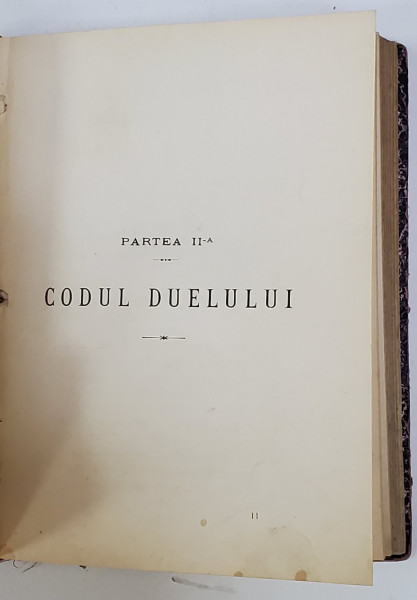 PARTEA II-A
CODUL DUELULUI
11